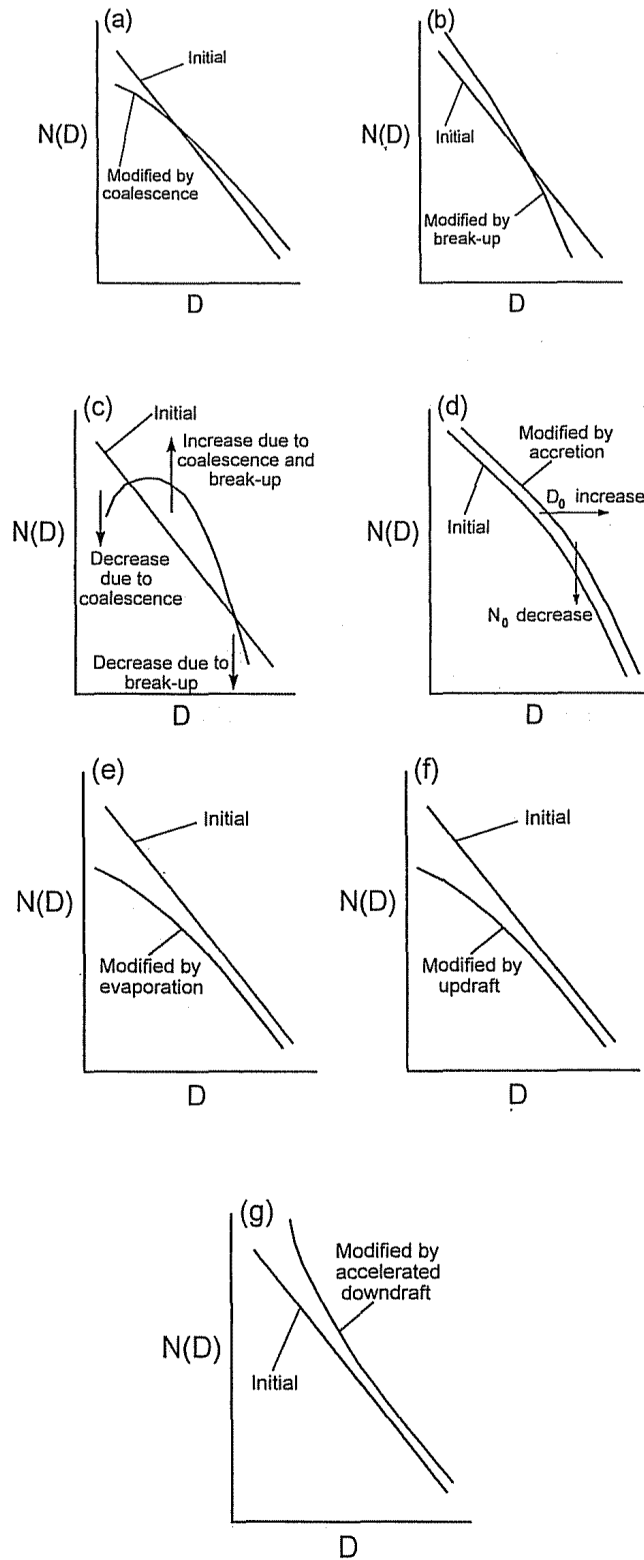 (a)
Initial
N(D)
Modified by
coalescence
D
(b)
N(D)
Initial
Modified by
break-up
D
(c)
Initial
Increase due to
coalescence and
break-up
N(D)
Decrease
due to
coalescence
Decrease due to
break-up
D
(d)
Modified by
accretion
D₀ increase
Initial
N(D)
N₀ decrease
D
(e)
Initial
N(D)
Modified by
evaporation
D
(f)
Initial
N(D)
Modified by
updraft
D
(g)
Modified by
accelerated
downdraft
N(D)
Initial
D